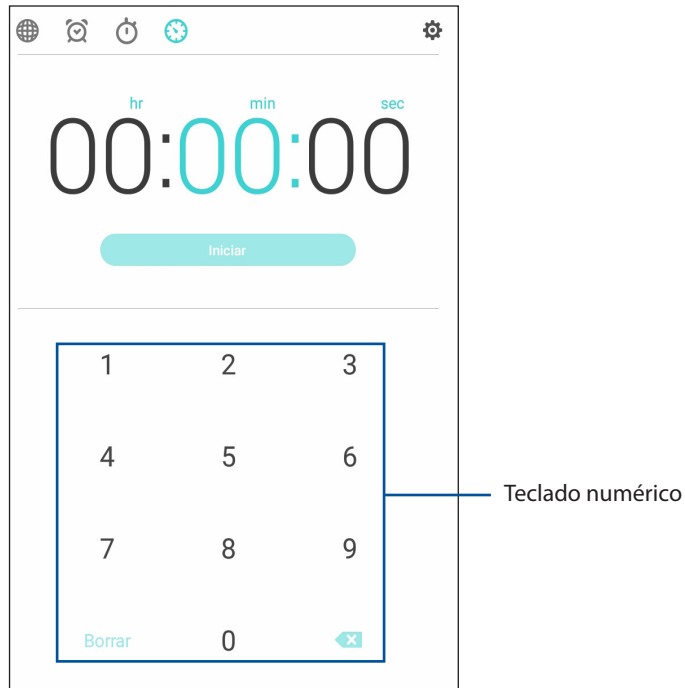 hr min sec
00:00:00
Iniciar
1 2 3
4 5 6
Teclado numérico
7 8 9
Borrar 0